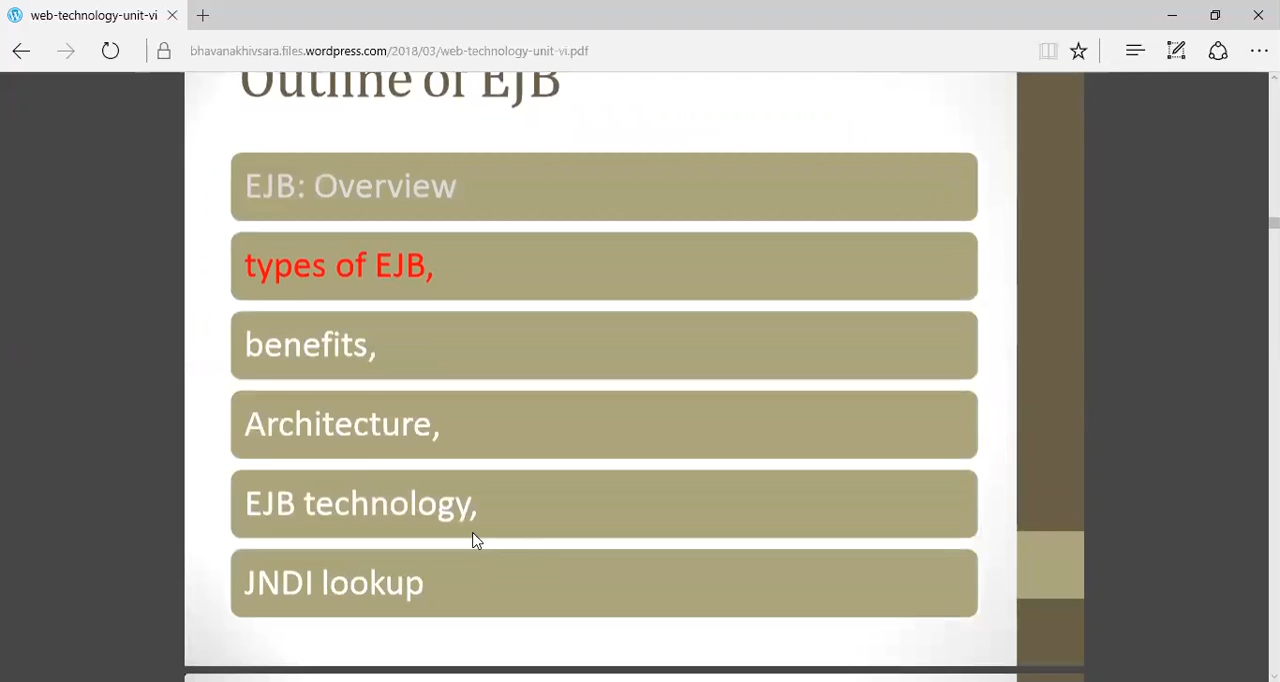 web-technology-unit-vi
bhavanakhivsara.files.wordpress.com/2018/03/web-technology-unit-vi.pdf
Outline of EJB
EJB: Overview
types of EJB,
benefits,
Architecture,
EJB technology,
JNDI lookup